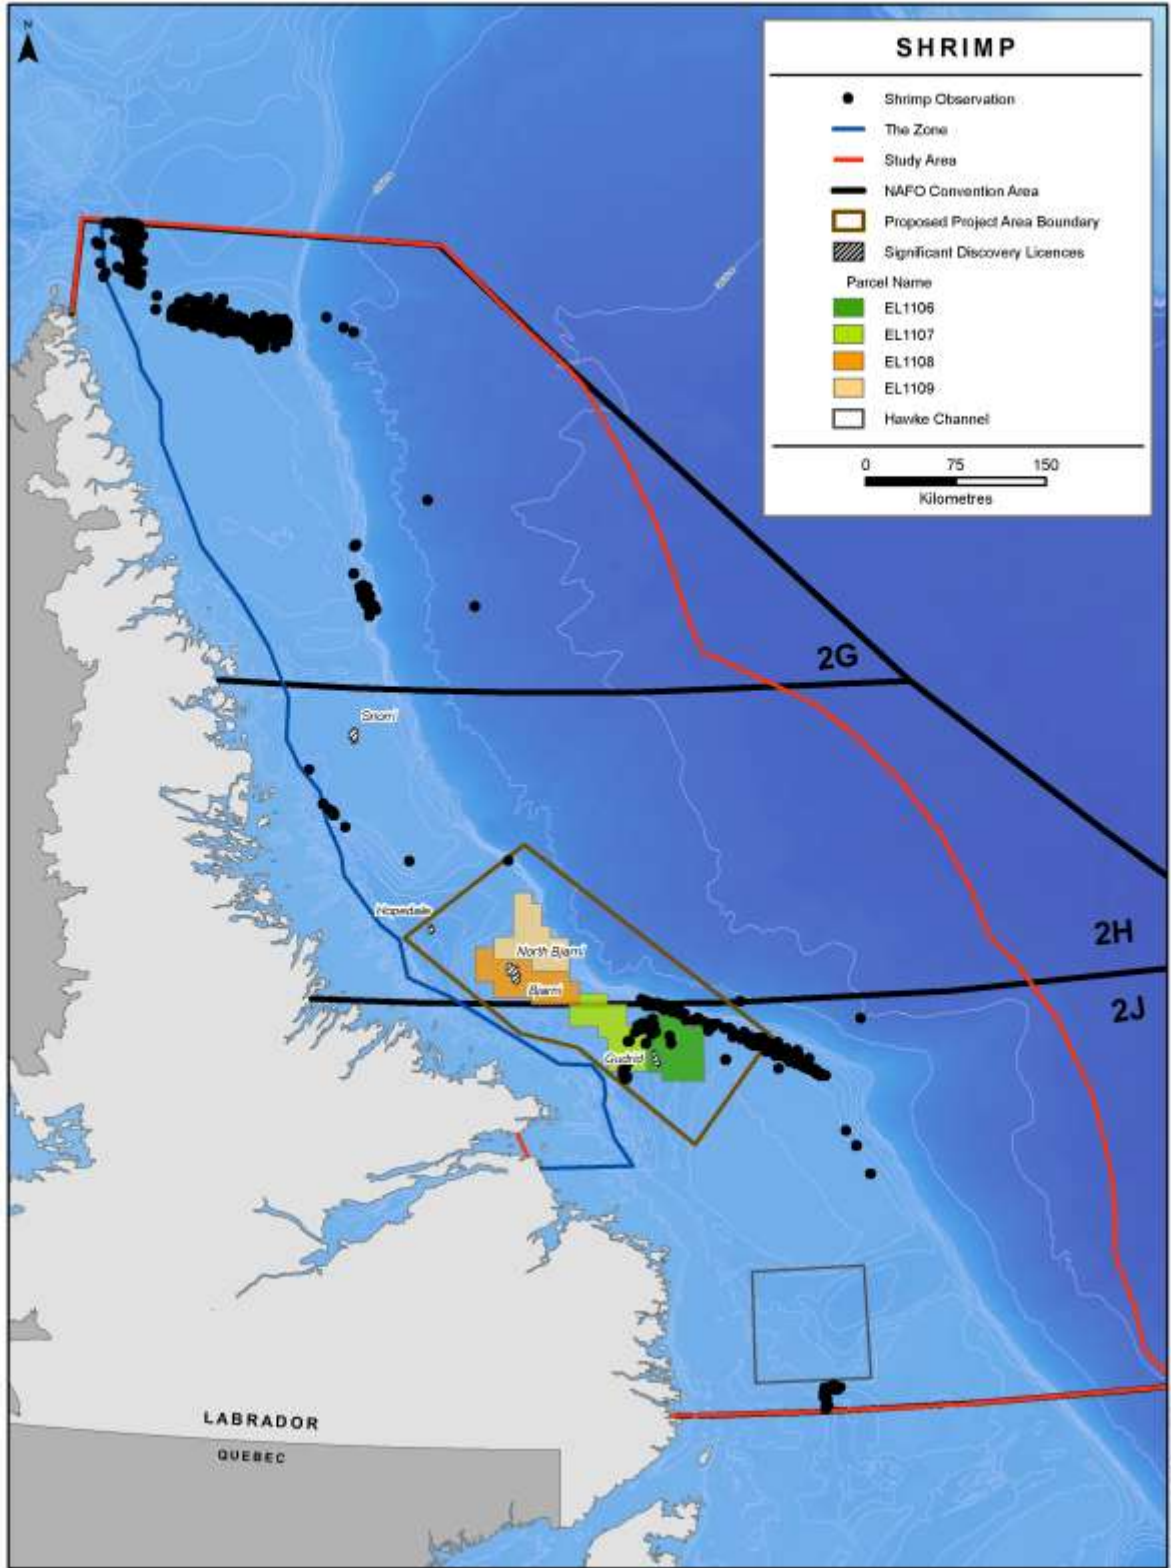 N
SHRIMP
Shrimp Observation
The Zone
Study Area
NAFO Convention Area
Proposed Project Area Boundary
Significant Discovery Licences
Parcel Name
EL1106
EL1107
EL1108
EL1109
Hawke Channel
0 75 150
Kilometres
2G
Snorri
2H
Hopedale
North Bjarni
Bjarni
2J
Gudrid
LABRADOR
QUEBEC